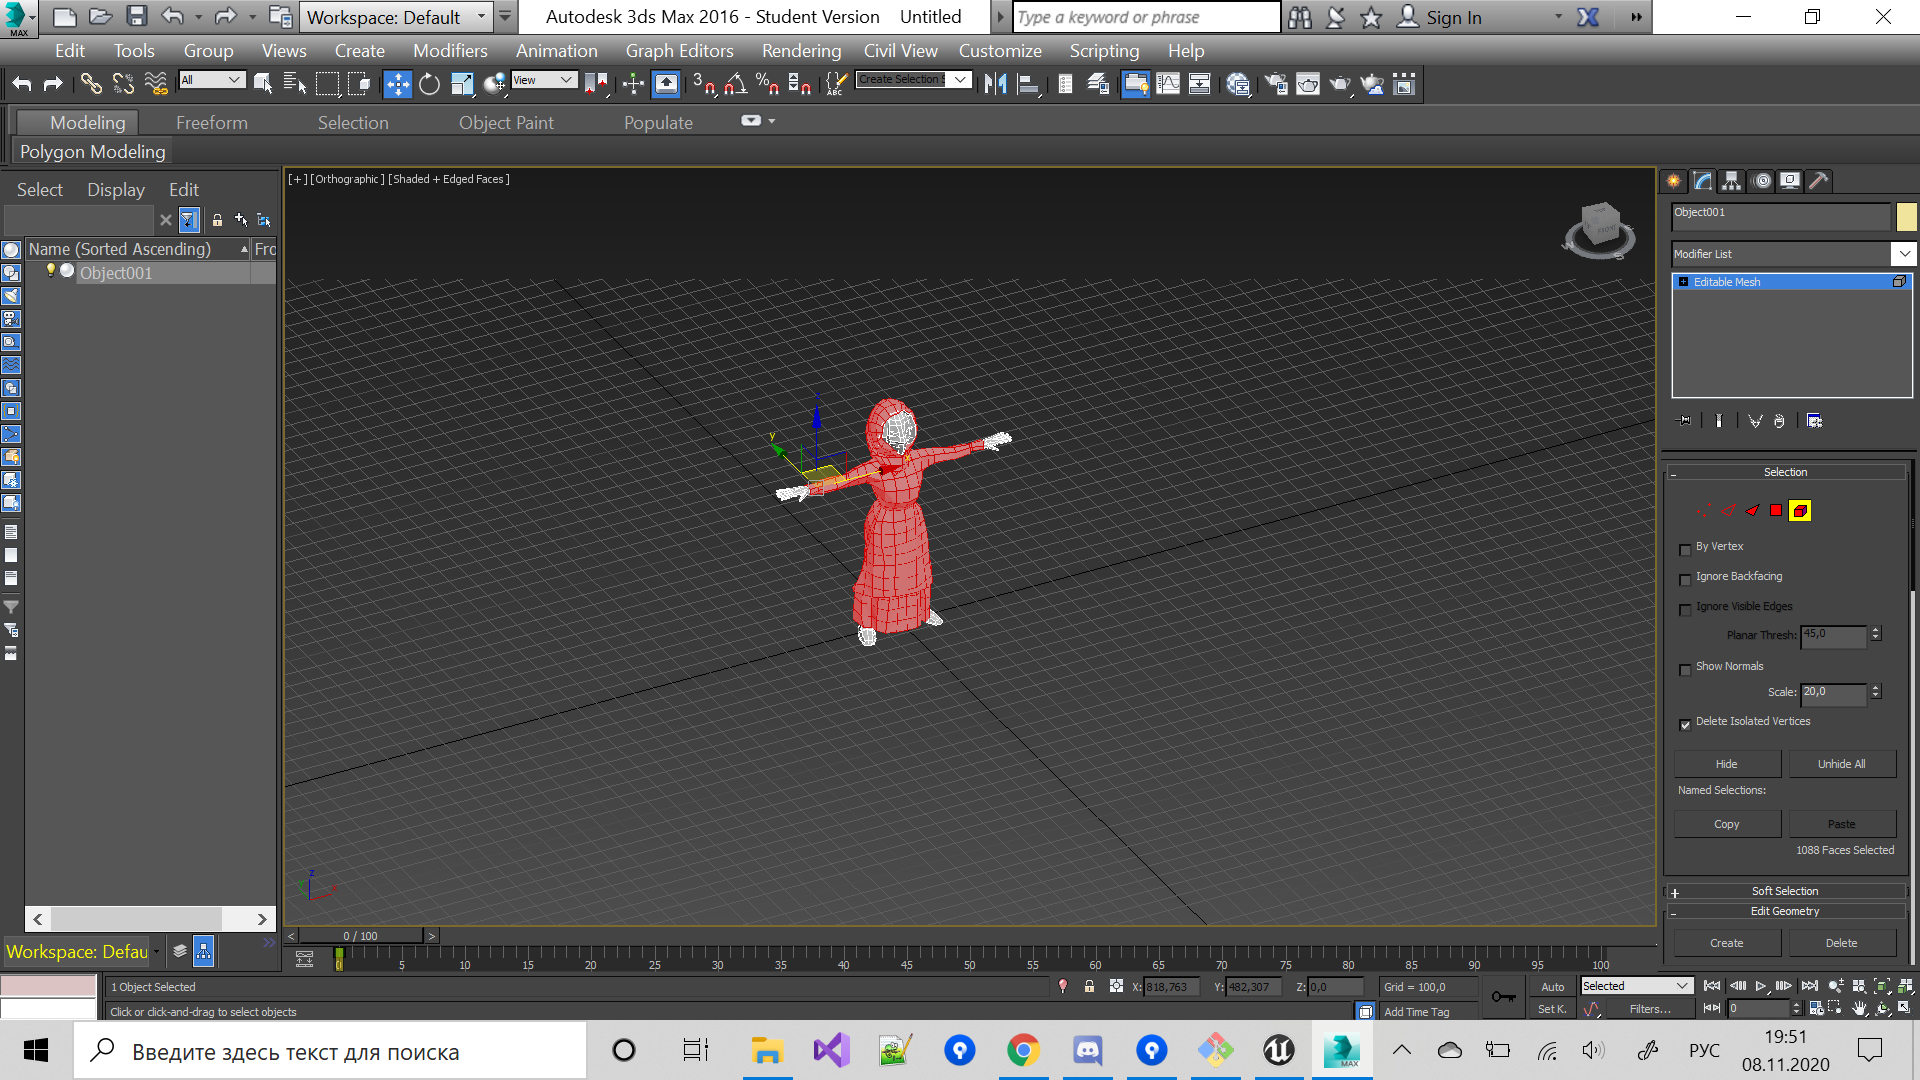 Workspace: Default
Autodesk 3ds Max 2016 - Student Version Untitled
Type a keyword or phrase
Sign In
MAX
Edit Tools Group Views Create Modifiers Animation Graph Editors Rendering Civil View Customize Scripting Help
All
View
3
ABC
Create Selection S
Modeling Freeform Selection Object Paint Populate
Polygon Modeling
Select Display Edit
Name (Sorted Ascending) Fro
Object001
[+] [Orthographic] [Shaded + Edged Faces]
y
z
Object001
Modifier List
Editable Mesh
Selection
By Vertex
Ignore Backfacing
Ignore Visible Edges
Planar Thresh: 45,0
Show Normals
Scale: 20,0
Delete Isolated Vertices
Hide Unhide All
Named Selections:
Copy Paste
1088 Faces Selected
Soft Selection
Edit Geometry
Create Delete
0 / 100
Workspace: Defau
0 5 10 15 20 25 30 35 40 45 50 55 60 65 70 75 80 85 90 95 100
1 Object Selected
X: 818,763 Y: 482,307 Z: 0,0 Grid = 100,0
Auto Selected
Click or click-and-drag to select objects
Add Time Tag
Set K. Filters... 0
Введите здесь текст для поиска
MAX
РУС
19:51
08.11.2020